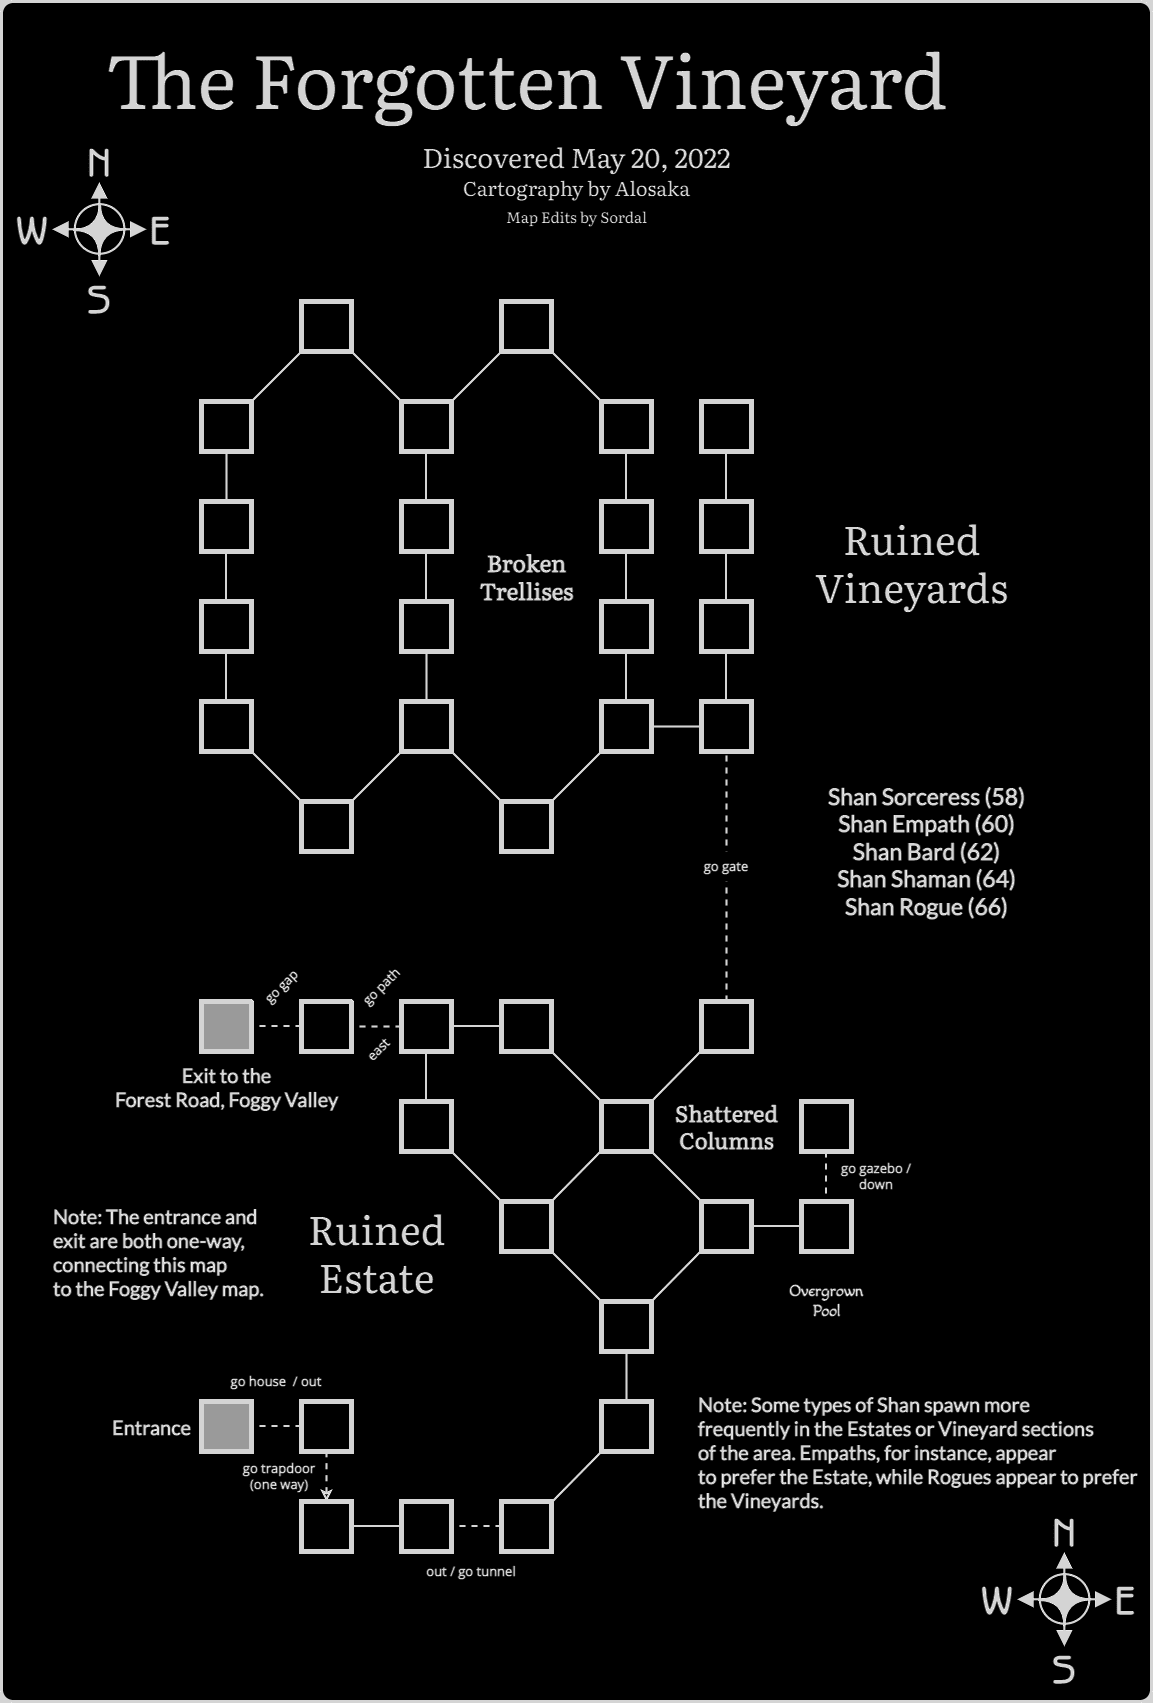 The Forgotten Vineyard
Discovered May 20, 2022
Cartography by Alosaka
Map Edits by Sordal
N
W E
S
Broken
Trellises
Ruined
Vineyards
Shan Sorceress (58)
Shan Empath (60)
Shan Bard (62)
Shan Shaman (64)
Shan Rogue (66)
go gate
go gap
go path
east
Exit to the
Forest Road, Foggy Valley
Shattered
Columns
go gazebo /
down
Note: The entrance and
exit are both one-way,
connecting this map
to the Foggy Valley map.
Ruined
Estate
Overgrown
Pool
go house / out
Entrance
go trapdoor
(one way)
out / go tunnel
Note: Some types of Shan spawn more
frequently in the Estates or Vineyard sections
of the area. Empaths, for instance, appear
to prefer the Estate, while Rogues appear to prefer
the Vineyards.
N
W E
S